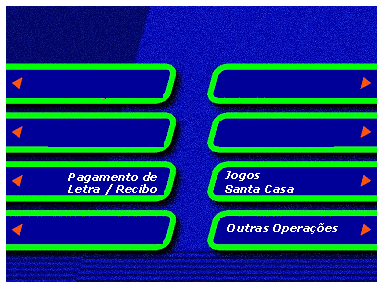 Pagamento de
Letra / Recibo
Jogos
Santa Casa
Outras Operações